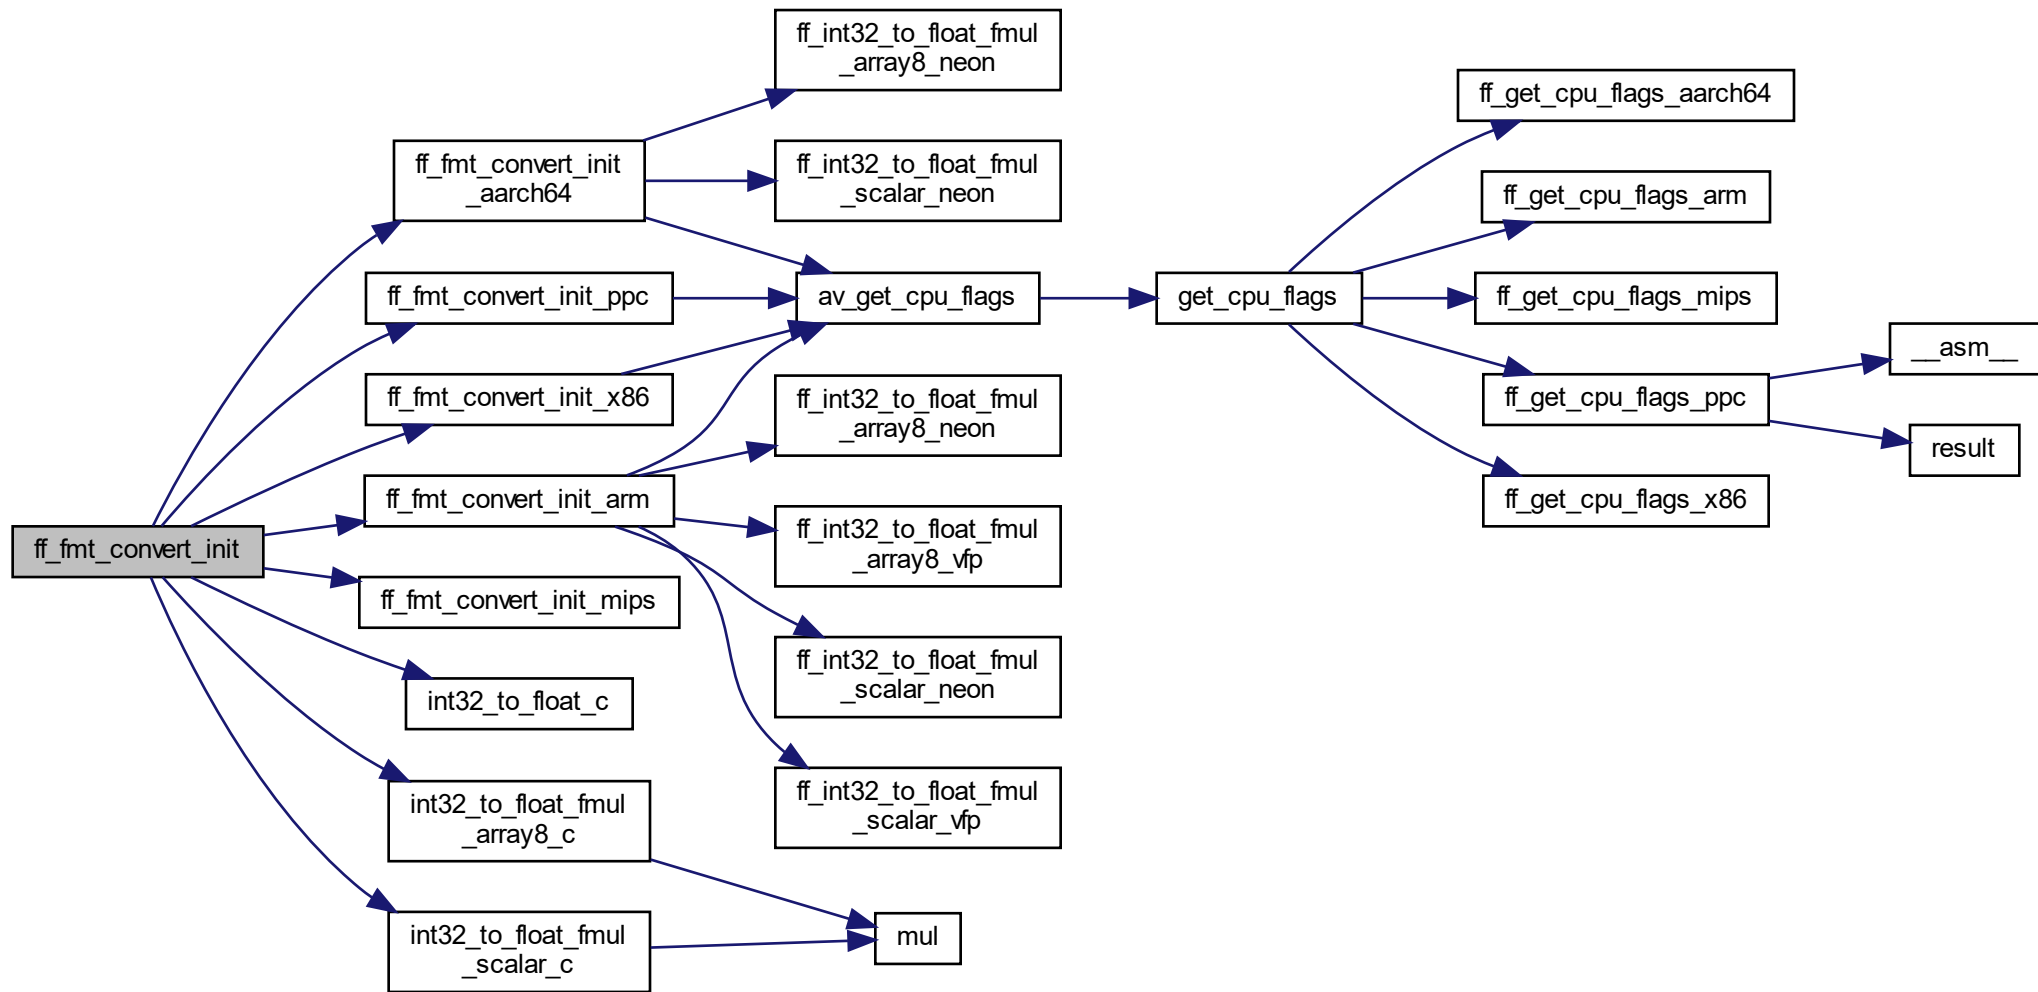 ff_fmt_convert_init
ff_fmt_convert_init
_aarch64
ff_fmt_convert_init_ppc
ff_fmt_convert_init_x86
ff_fmt_convert_init_arm
ff_fmt_convert_init_mips
int32_to_float_c
int32_to_float_fmul
_array8_c
int32_to_float_fmul
_scalar_c
ff_int32_to_float_fmul
_array8_neon
ff_int32_to_float_fmul
_scalar_neon
av_get_cpu_flags
ff_int32_to_float_fmul
_array8_neon
ff_int32_to_float_fmul
_array8_vfp
ff_int32_to_float_fmul
_scalar_neon
ff_int32_to_float_fmul
_scalar_vfp
mul
get_cpu_flags
ff_get_cpu_flags_aarch64
ff_get_cpu_flags_arm
ff_get_cpu_flags_mips
ff_get_cpu_flags_ppc
ff_get_cpu_flags_x86
__asm__
result